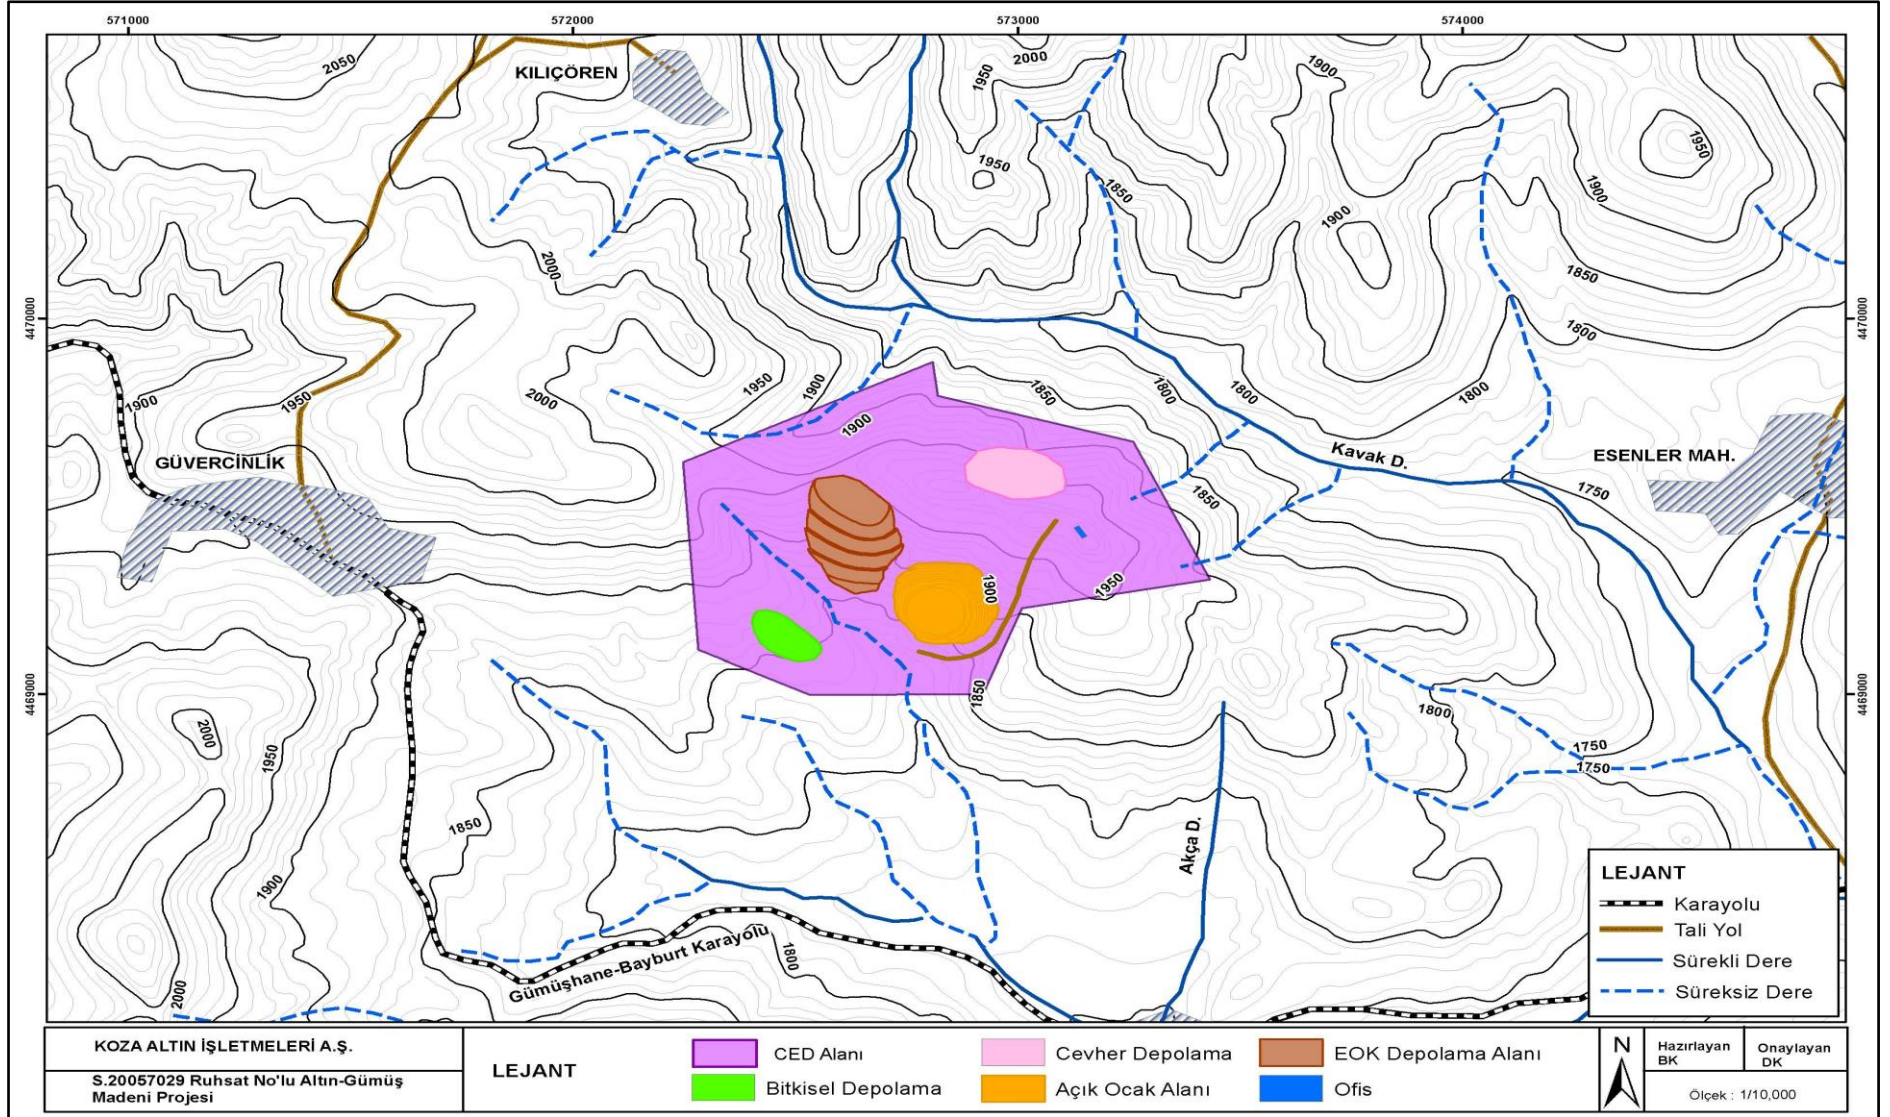 571000
572000
573000
574000
2050
KILIÇÖREN
1950
2000
1900
1950
1950
1850
1900
1900
2000
1850
4470000
4470000
1800
1950
1900
2000
1950
1900
1850
1800
1800
1800
1900
GÜVERCİNLİK
Kavak D.
ESENLER MAH.
1850
1750
1900
1950
4469000
4469000
1850
2000
1950
1800
1750
1750
1850
Akça D.
1900
1800
2000
Gümüşhane-Bayburt Karayolu
LEJANT
Karayolu
Tali Yol
Sürekli Dere
Süreksiz Dere
KOZA ALTIN İŞLETMELERİ A.Ş.
S.20057029 Ruhsat No'lu Altın-Gümüş
Madeni Projesi
LEJANT
CED Alanı
Cevher Depolama
EOK Depolama Alanı
Bitkisel Depolama
Açık Ocak Alanı
Ofis
N
Hazırlayan
BK
Onaylayan
DK
Ölçek : 1/10,000